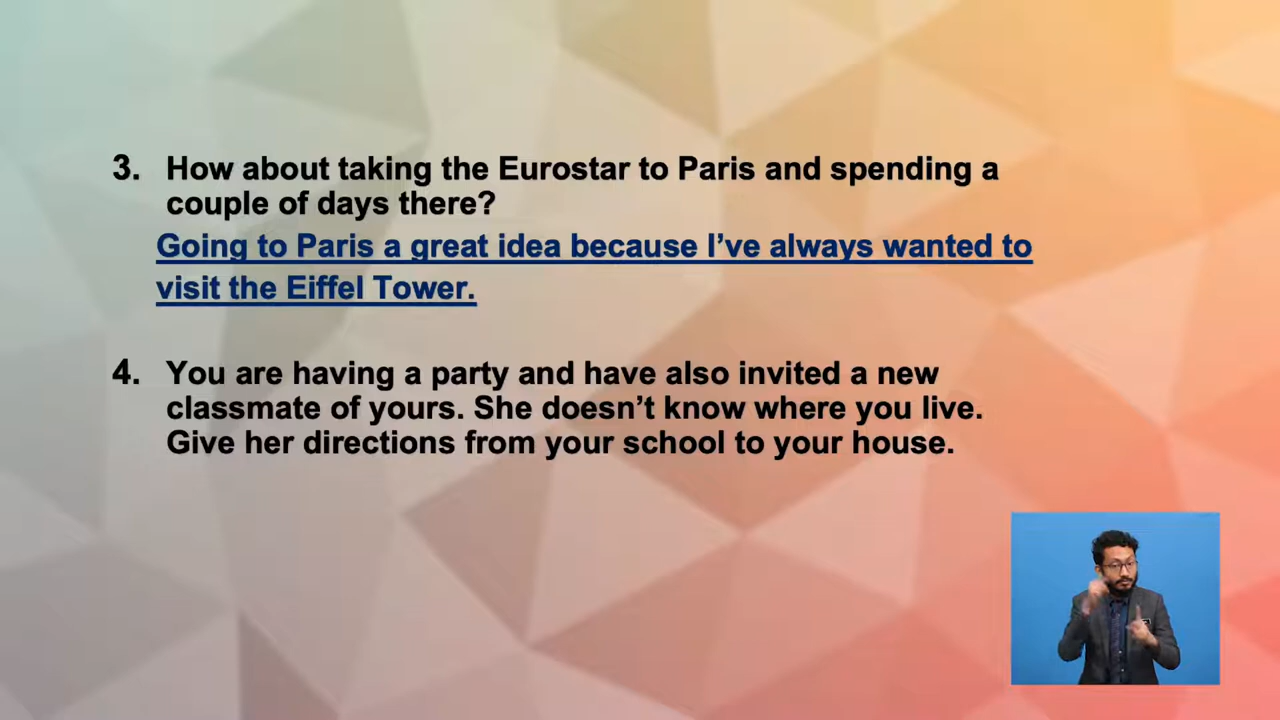 3. How about taking the Eurostar to Paris and spending a
couple of days there?
Going to Paris a great idea because I’ve always wanted to
visit the Eiffel Tower.
4. You are having a party and have also invited a new
classmate of yours. She doesn’t know where you live.
Give her directions from your school to your house.